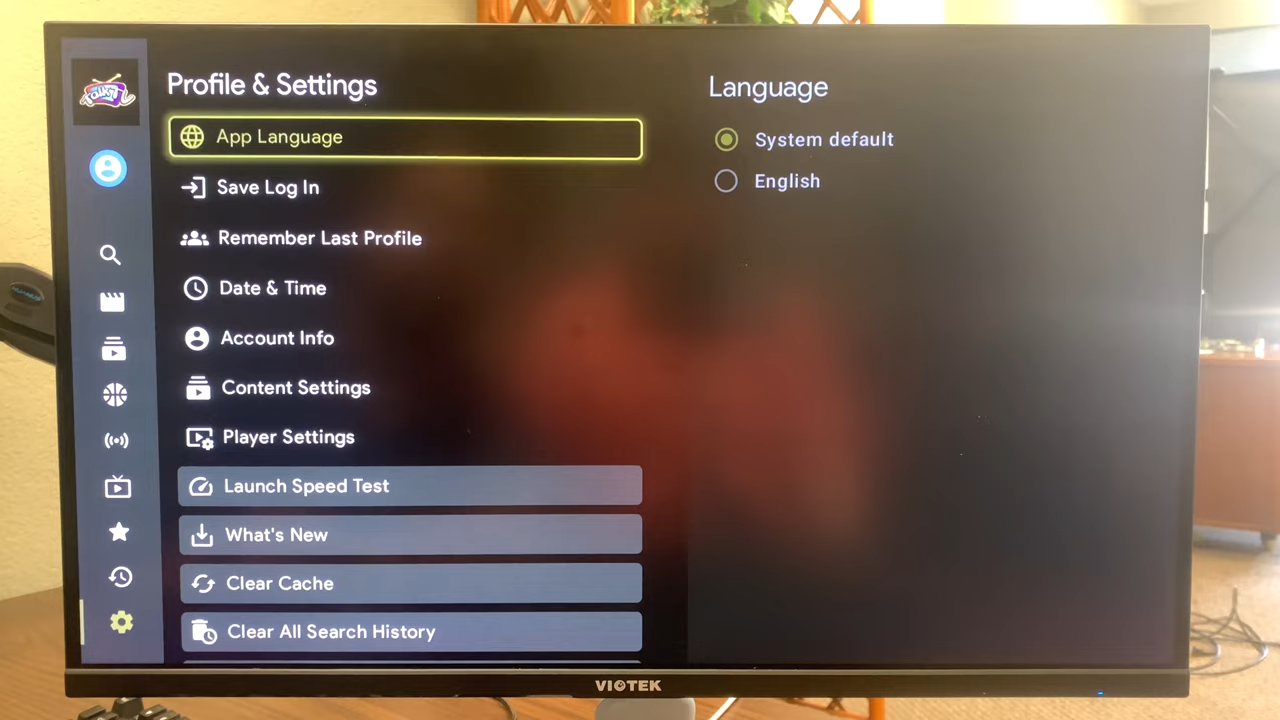 Profile & Settings
App Language
Save Log In
Remember Last Profile
Date & Time
Account Info
Content Settings
Player Settings
Launch Speed Test
What's New
Clear Cache
Clear All Search History
Language
System default
English
VIOTEK